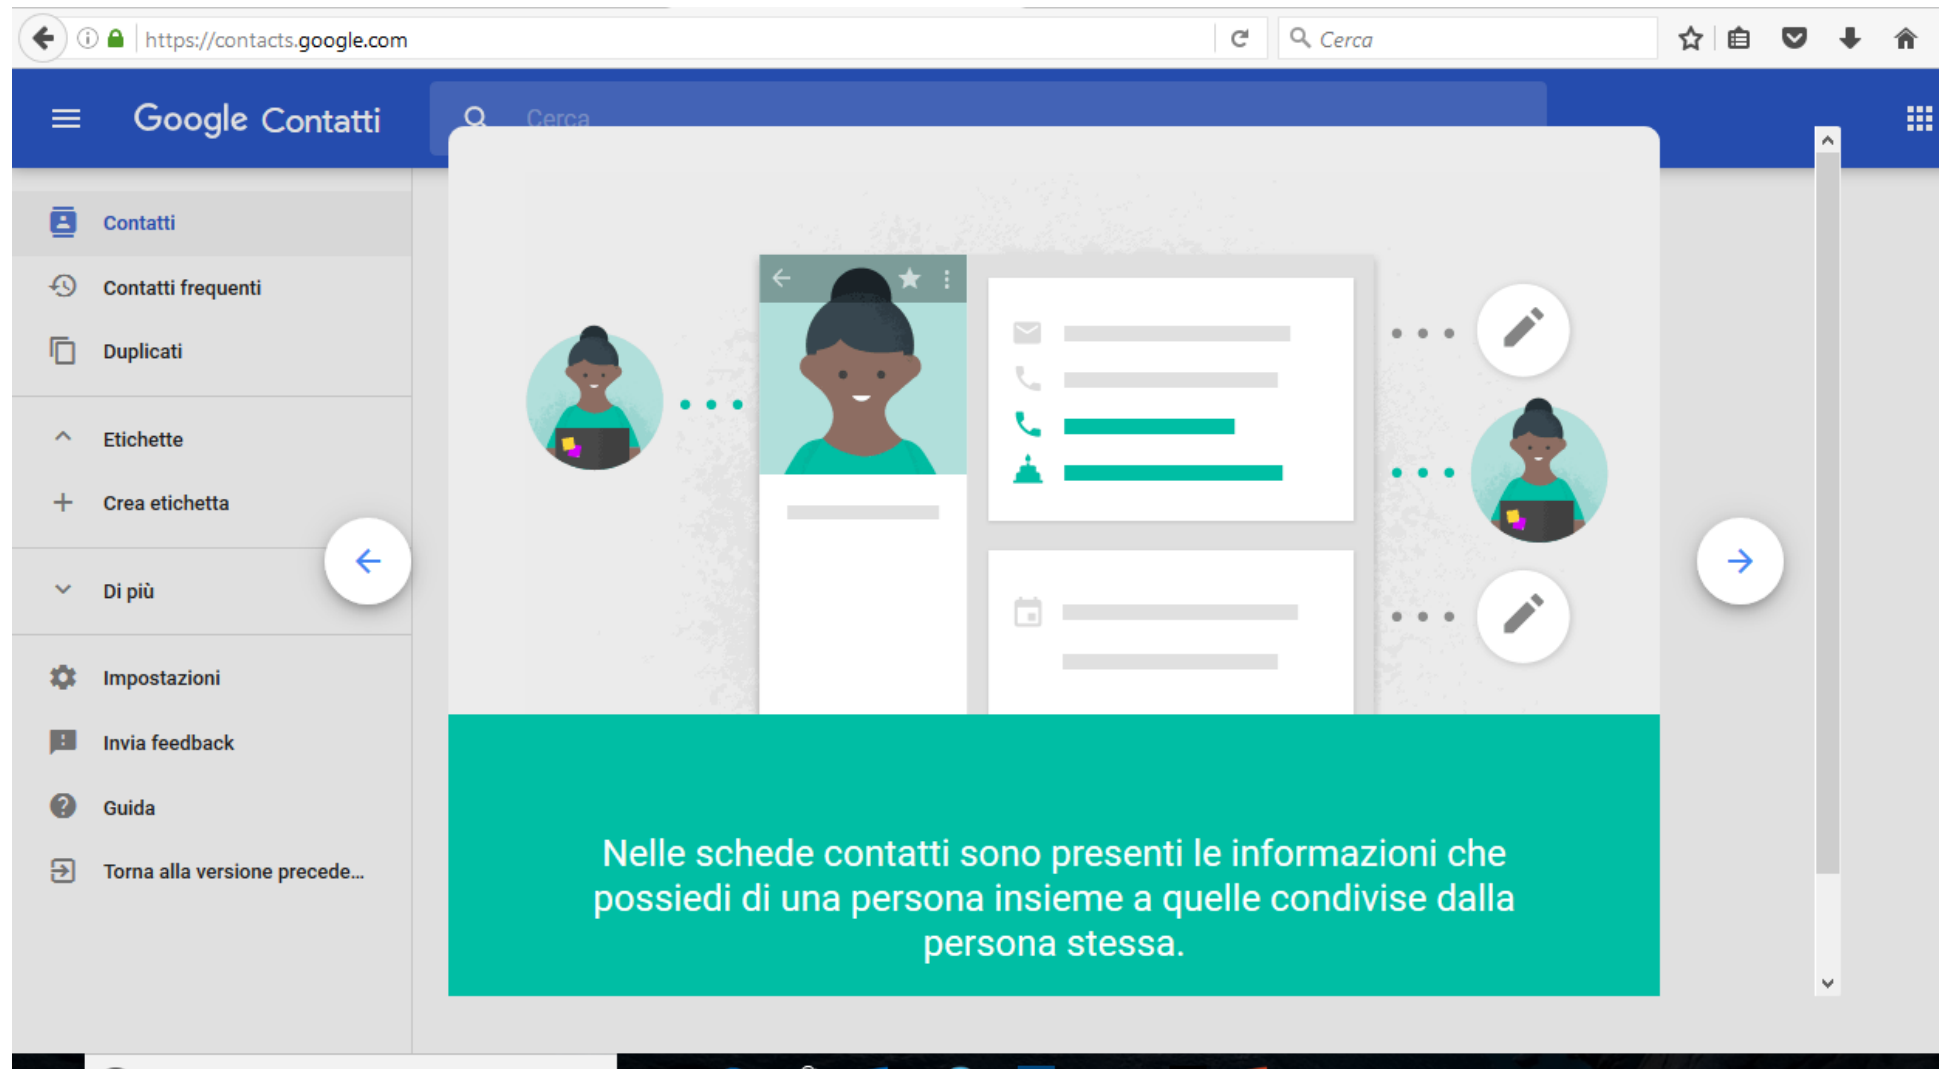 https://contacts.google.com
Cerca
Google Contatti
Cerca
Contatti
Contatti frequenti
Duplicati
Etichette
Crea etichetta
Di più
Impostazioni
Invia feedback
Guida
Torna alla versione precede...
Nelle schede contatti sono presenti le informazioni che
possiedi di una persona insieme a quelle condivise dalla
persona stessa.